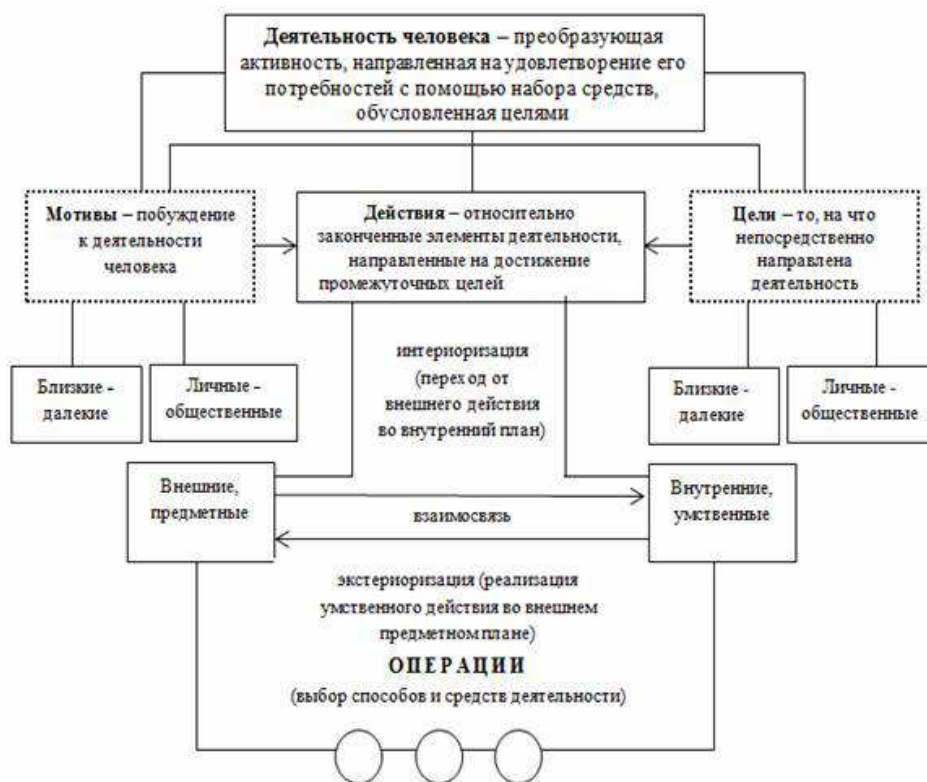 Деятельность человека – преобразующая
активность, направленная на удовлетворение его
потребностей с помощью набора средств,
обусловленная целями
Мотивы – побуждение
к деятельности
человека
Действия – относительно
законченные элементы деятельности,
направленные на достижение
промежуточных целей
Цели – то, на что
непосредственно
направлена
деятельность
Близкие -
далекие
Личные -
общественные
интериоризация
(переход от
внешнего действия
во внутренний план)
Близкие -
далекие
Личные -
общественные
Внешние,
предметные
взаимосвязь
Внутренние,
умственные
экстериоризация (реализация
умственного действия во внешнем
предметном плане)
ОПЕРАЦИИ
(выбор способов и средств деятельности)